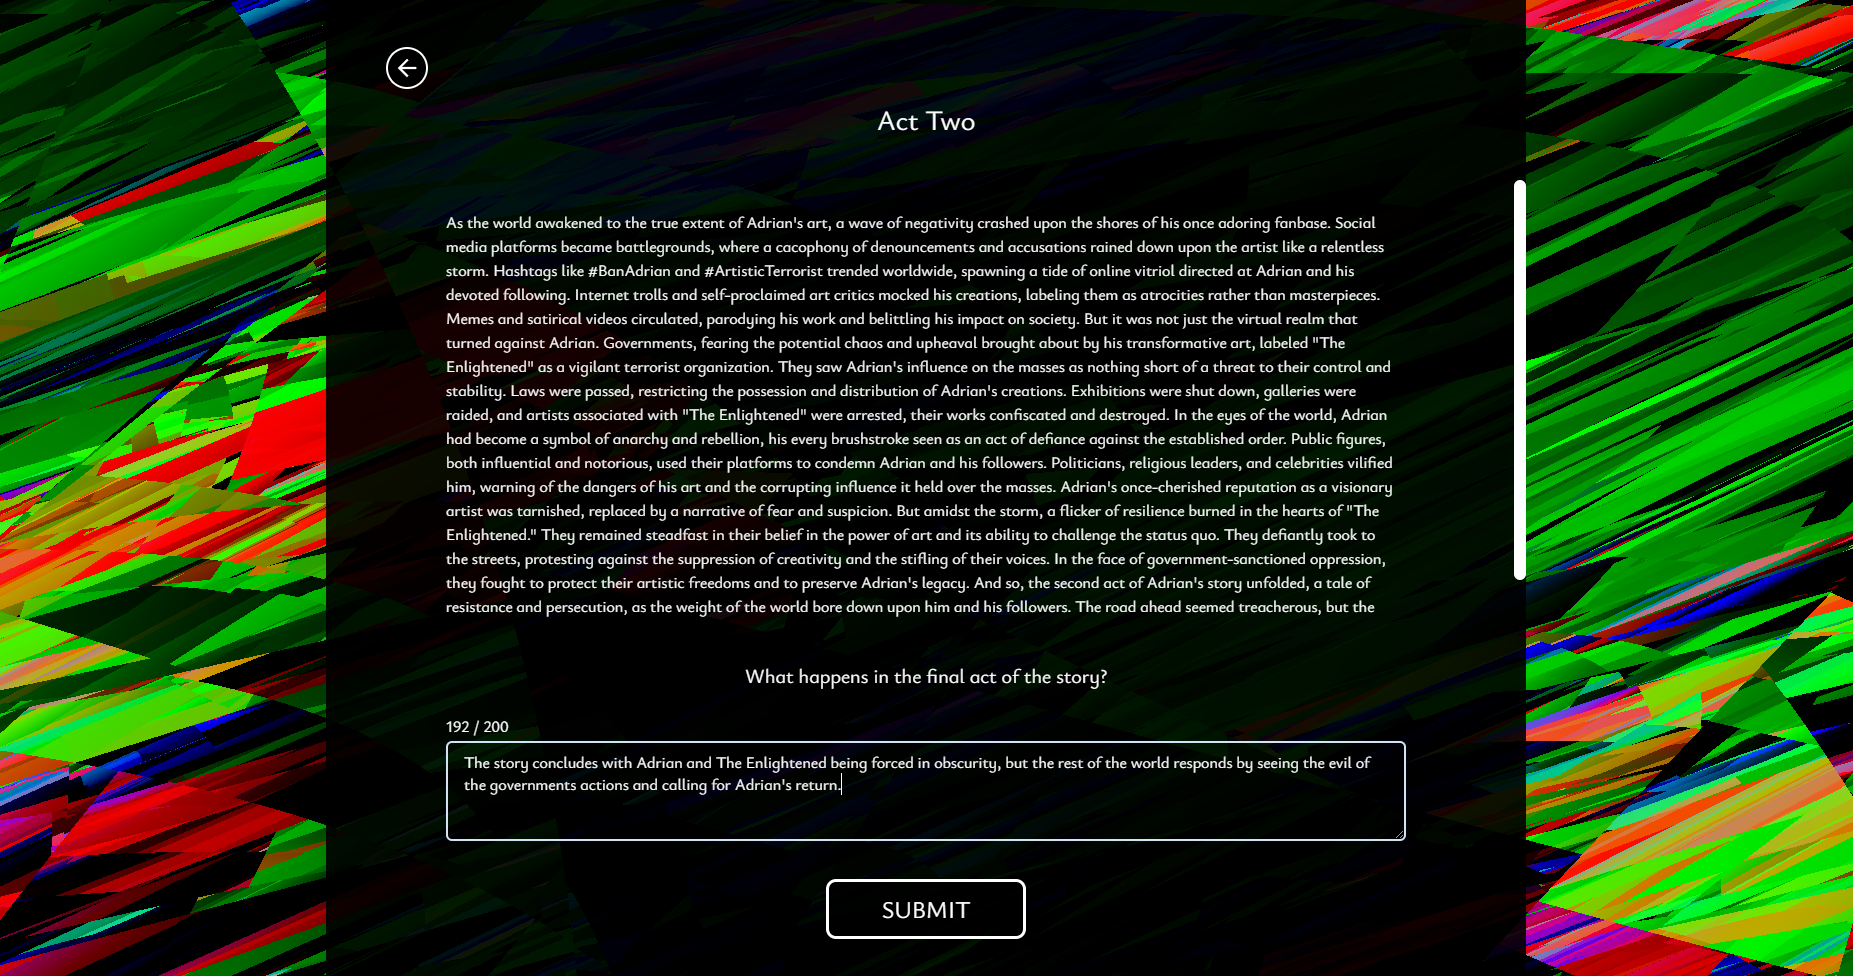 Act Two
As the world awakened to the true extent of Adrian's art, a wave of negativity crashed upon the shores of his once adoring fanbase. Social
media platforms became battlegrounds, where a cacophony of denouncements and accusations rained down upon the artist like a relentless
storm. Hashtags like #BanAdrian and #ArtisticTerrorist trended worldwide, spawning a tide of online vitriol directed at Adrian and his
devoted following. Internet trolls and self-proclaimed art critics mocked his creations, labeling them as atrocities rather than masterpieces.
Memes and satirical videos circulated, parodying his work and belittling his impact on society. But it was not just the virtual realm that
turned against Adrian. Governments, fearing the potential chaos and upheaval brought about by his transformative art, labeled "The
Enlightened" as a vigilant terrorist organization. They saw Adrian's influence on the masses as nothing short of a threat to their control and
stability. Laws were passed, restricting the possession and distribution of Adrian's creations. Exhibitions were shut down, galleries were
raided, and artists associated with "The Enlightened" were arrested, their works confiscated and destroyed. In the eyes of the world, Adrian
had become a symbol of anarchy and rebellion, his every brushstroke seen as an act of defiance against the established order. Public figures,
both influential and notorious, used their platforms to condemn Adrian and his followers. Politicians, religious leaders, and celebrities vilified
him, warning of the dangers of his art and the corrupting influence it held over the masses. Adrian's once-cherished reputation as a visionary
artist was tarnished, replaced by a narrative of fear and suspicion. But amidst the storm, a flicker of resilience burned in the hearts of "The
Enlightened." They remained steadfast in their belief in the power of art and its ability to challenge the status quo. They defiantly took to
the streets, protesting against the suppression of creativity and the stifling of their voices. In the face of government-sanctioned oppression,
they fought to protect their artistic freedoms and to preserve Adrian's legacy. And so, the second act of Adrian's story unfolded, a tale of
resistance and persecution, as the weight of the world bore down upon him and his followers. The road ahead seemed treacherous, but the
What happens in the final act of the story?
192 / 200
The story concludes with Adrian and The Enlightened being forced in obscurity, but the rest of the world responds by seeing the evil of
the governments actions and calling for Adrian's return.
SUBMIT